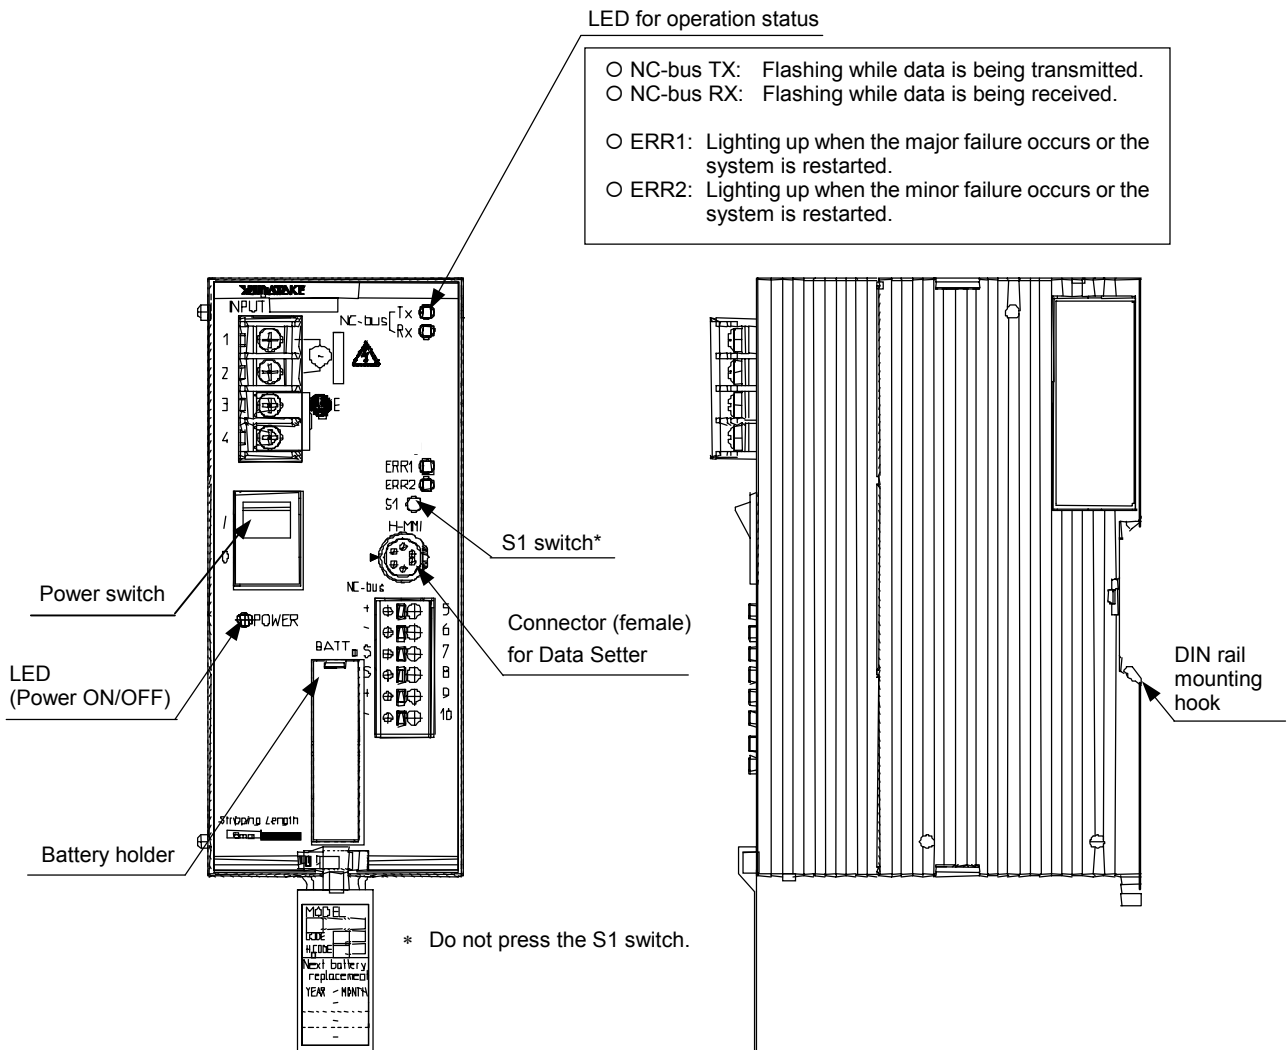 LED for operation status
NC-bus TX: Flashing while data is being transmitted.
NC-bus RX: Flashing while data is being received.
ERR1: Lighting up when the major failure occurs or the
system is restarted.
ERR2: Lighting up when the minor failure occurs or the
system is restarted.
INPUT
NC-bus
Tx
Rx
1
2
3
E
4
ERR1
ERR2
S1
H-MMI
S1 switch*
Power switch
NC-bus
POWER
+ 5
- 6
S 7
S 8
+ 9
- 10
BATT
Connector (female)
for Data Setter
LED
(Power ON/OFF)
DIN rail
mounting
hook
Stripping Length
Battery holder
MODEL
CODE
Next battery
replacement
YEAR - MONTH
-
-
-
* Do not press the S1 switch.